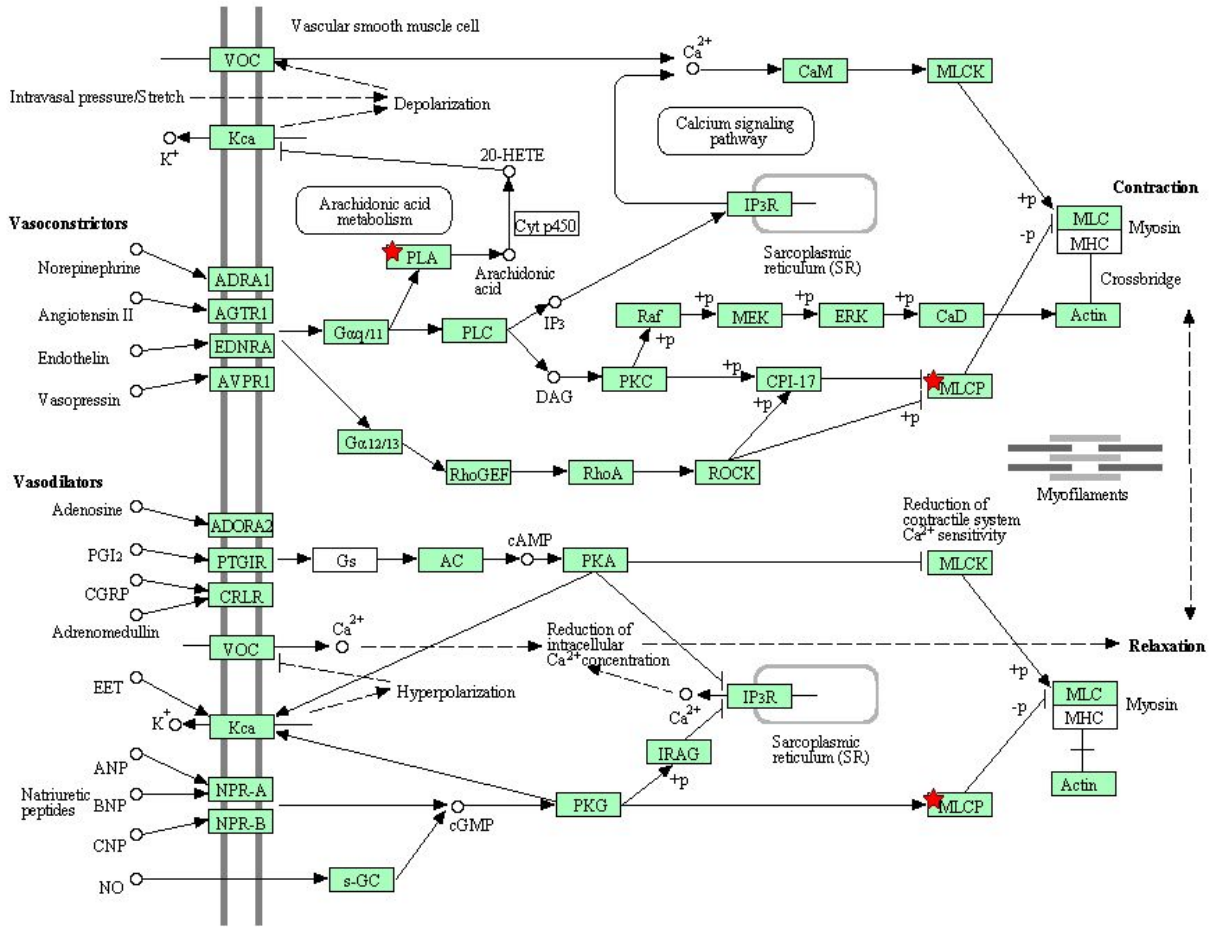 Vascular smooth muscle cell
VOC
Ca2+
CaM
MLCK
Intravasal pressure/Stretch
Depolarization
Kca
K+
Calcium signaling
pathway
20-HETE
Arachidonic acid
metabolism
Cyt p450
IP3R
+p
Contraction
Vasoconstrictors
MLC
Myosin
MHC
-p
PLA
Arachidonic
acid
Sarcoplasmic
reticulum (SR)
Norepinephrine
ADRA1
Crossbridge
Angiotensin II
AGTR1
IP3
+p
+p
+p
Raf
MEK
ERK
CaD
Actin
Endothelin
EDNRA
Gαq/11
PLC
+p
Vasopressin
AVPR1
DAG
PKC
+p
CPI-17
MLCP
+p
+p
Gα12/13
RhoGEF
RhoA
ROCK
Myofilaments
Vasodilators
Adenosine
ADORA2
Reduction of
contractile system
Ca2+ sensitivity
PGI2
PTGIR
Gs
AC
cAMP
PKA
MLCK
CGRP
CRLR
Adrenomedullin
VOC
Ca2+
Reduction of
intracellular
Ca2+ concentration
Relaxation
EET
Hyperpolarization
+p
K+
Kca
Ca2+
IP3R
MLC
Myosin
-p
MHC
IRAG
Sarcoplasmic
reticulum (SR)
ANP
+p
Actin
Natriuretic
peptides
BNP
NPR-A
PKG
MLCP
CNP
NPR-B
cGMP
NO
s-GC